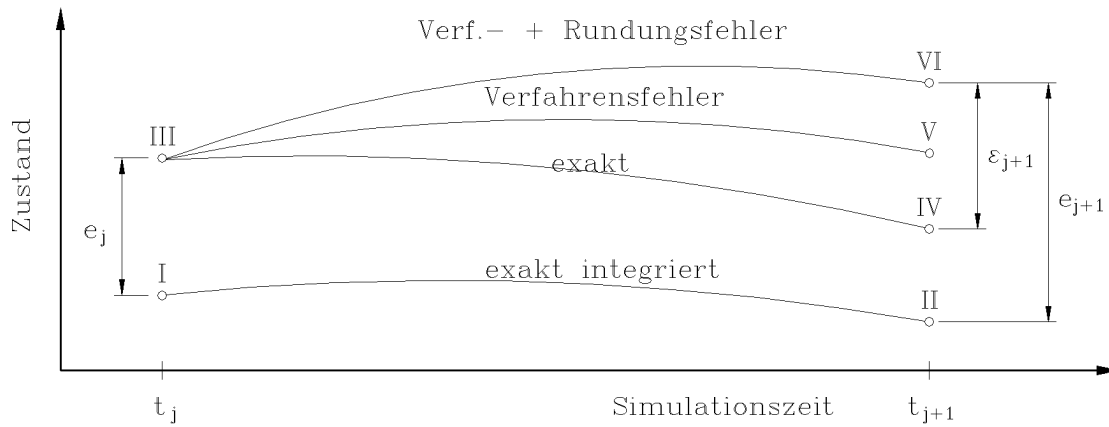 Verf.- + Rundungsfehler
VI
Verfahrensfehler
III
V
exakt
ε_{j+1}
Zustand
e_{j+1}
IV
e_j
I
exakt integriert
II
t_j
Simulationszeit
t_{j+1}